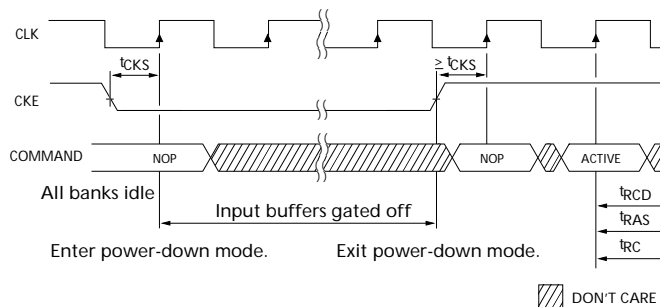 CLK
tCKS
≥ tCKS
CKE
COMMAND
NOP
NOP
ACTIVE
All banks idle
tRCD
Input buffers gated off
tRAS
Enter power-down mode.
Exit power-down mode.
tRC
DON'T CARE